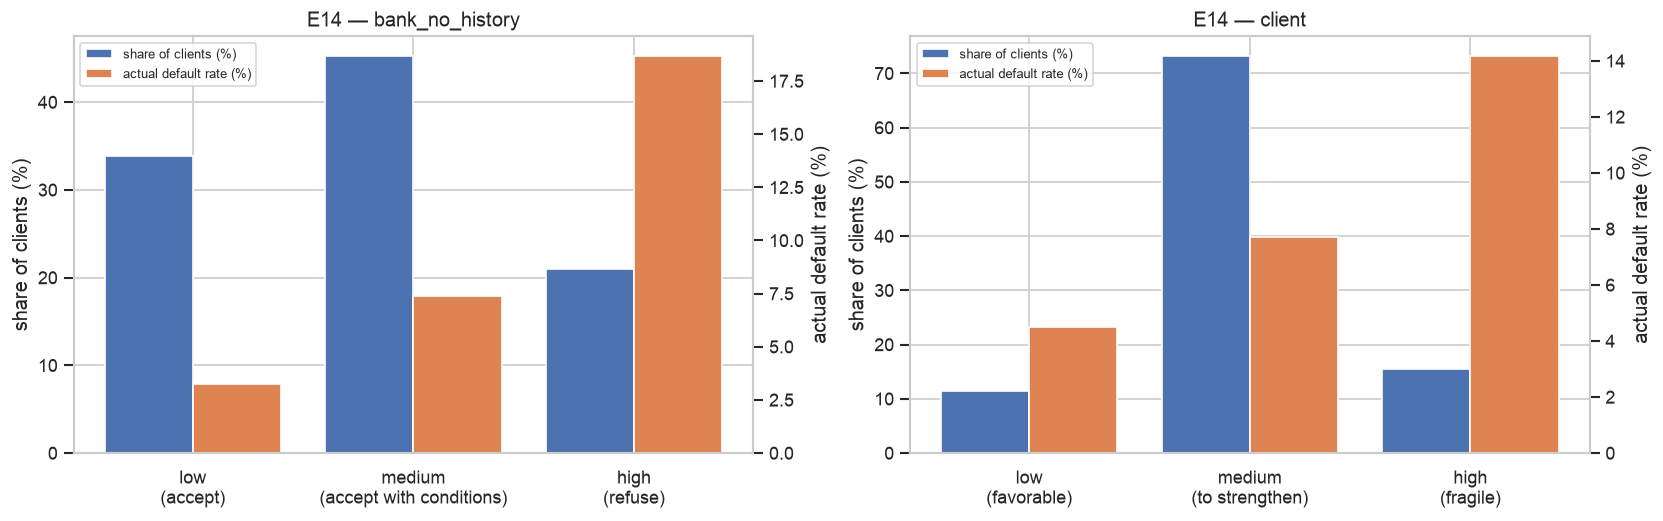 E14 — bank_no_history
share of clients (%)
actual default rate (%)
40
30
20
10
0
share of clients (%)
17.5
15.0
12.5
10.0
7.5
5.0
2.5
0.0
actual default rate (%)
low
(accept)
medium
(accept with conditions)
high
(refuse)
E14 — client
share of clients (%)
actual default rate (%)
70
60
50
40
30
20
10
0
share of clients (%)
14
12
10
8
6
4
2
0
actual default rate (%)
low
(favorable)
medium
(to strengthen)
high
(fragile)